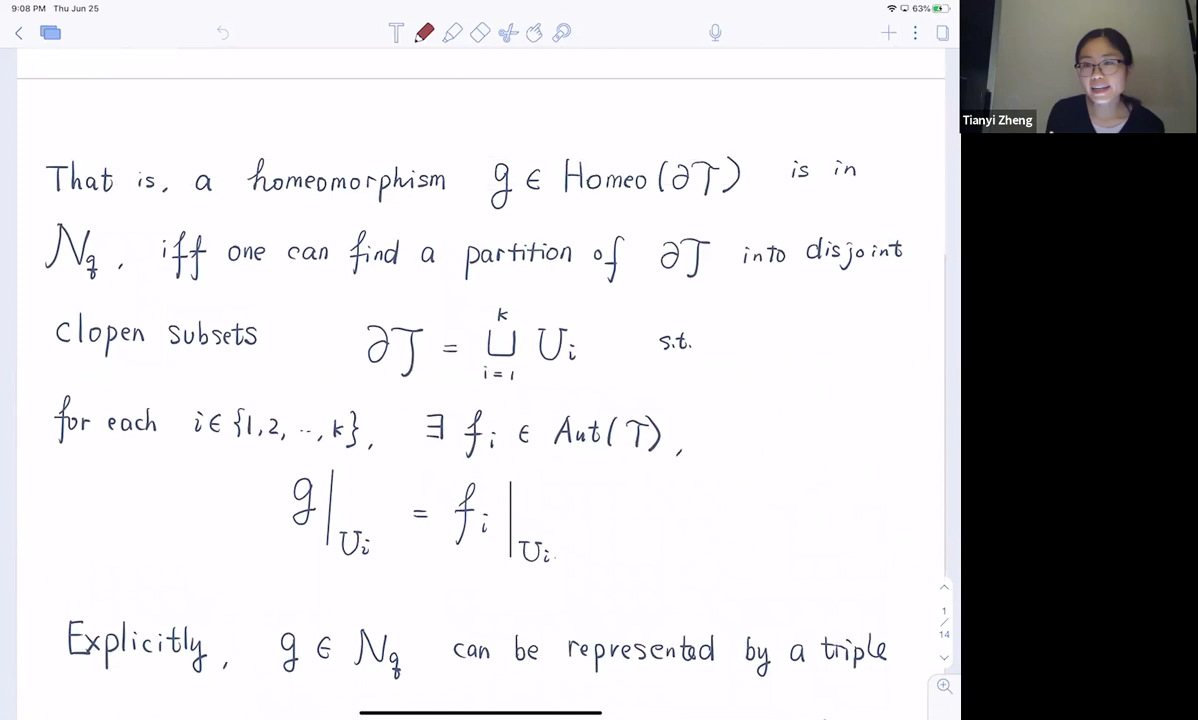 9:08 PM Thu Jun 25
63%
Tianyi Zheng
That is, a homeomorphism g ∈ Homeo(∂T) is in
N_q, iff one can find a partition of ∂T into disjoint
clopen subsets ∂T = ⊔_{i=1}^{k} U_i s.t.
for each i ∈ {1,2,..,k}, ∃ f_i ∈ Aut(T),
g|_{U_i} = f_i|_{U_i}.
Explicitly, g ∈ N_q can be represented by a triple
1
/
14